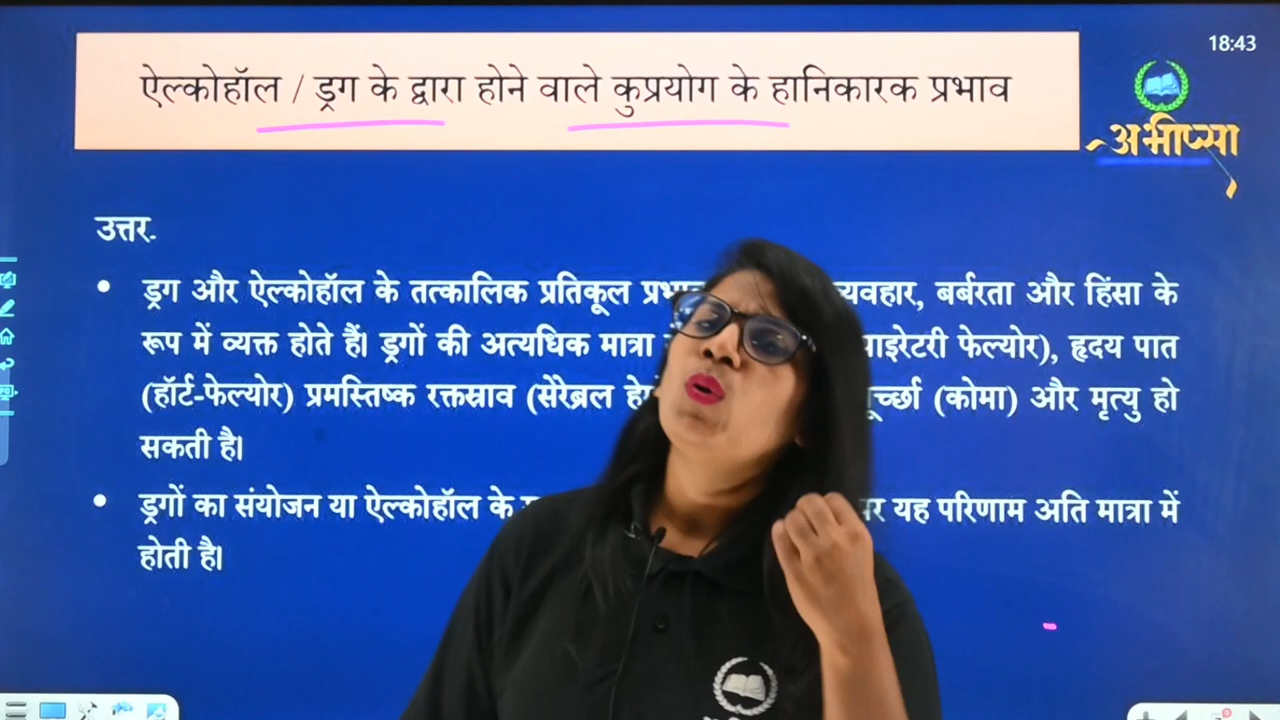 18:43
ऐल्कोहॉल / ड्रग के द्वारा होने वाले कुप्रयोग के हानिकारक प्रभाव
अभीप्सा
उत्तर.
• ड्रग और ऐल्कोहॉल के तत्कालिक प्रतिकूल बर्बरता और हिंसा के
रूप में व्यक्त होते हैं। ड्रगों की अत्यधिक मात्रा फेल्योर), हृदय पात
(हॉर्ट-फेल्योर) प्रमस्तिष्क रक्तस्राव (सेरेब्रल (कोमा) और मृत्यु हो
सकती है।
• ड्रगों का संयोजन या ऐल्कोहॉल के यह परिणाम अति मात्रा में
होती है।